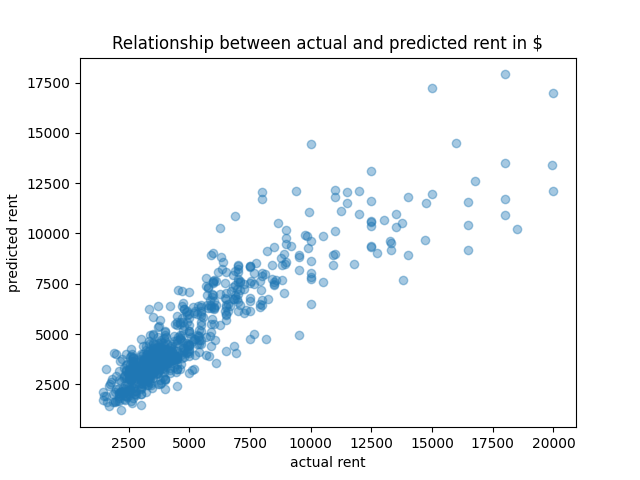 Relationship between actual and predicted rent in $
17500
15000
12500
10000
7500
5000
2500
predicted rent
2500 5000 7500 10000 12500 15000 17500 20000
actual rent